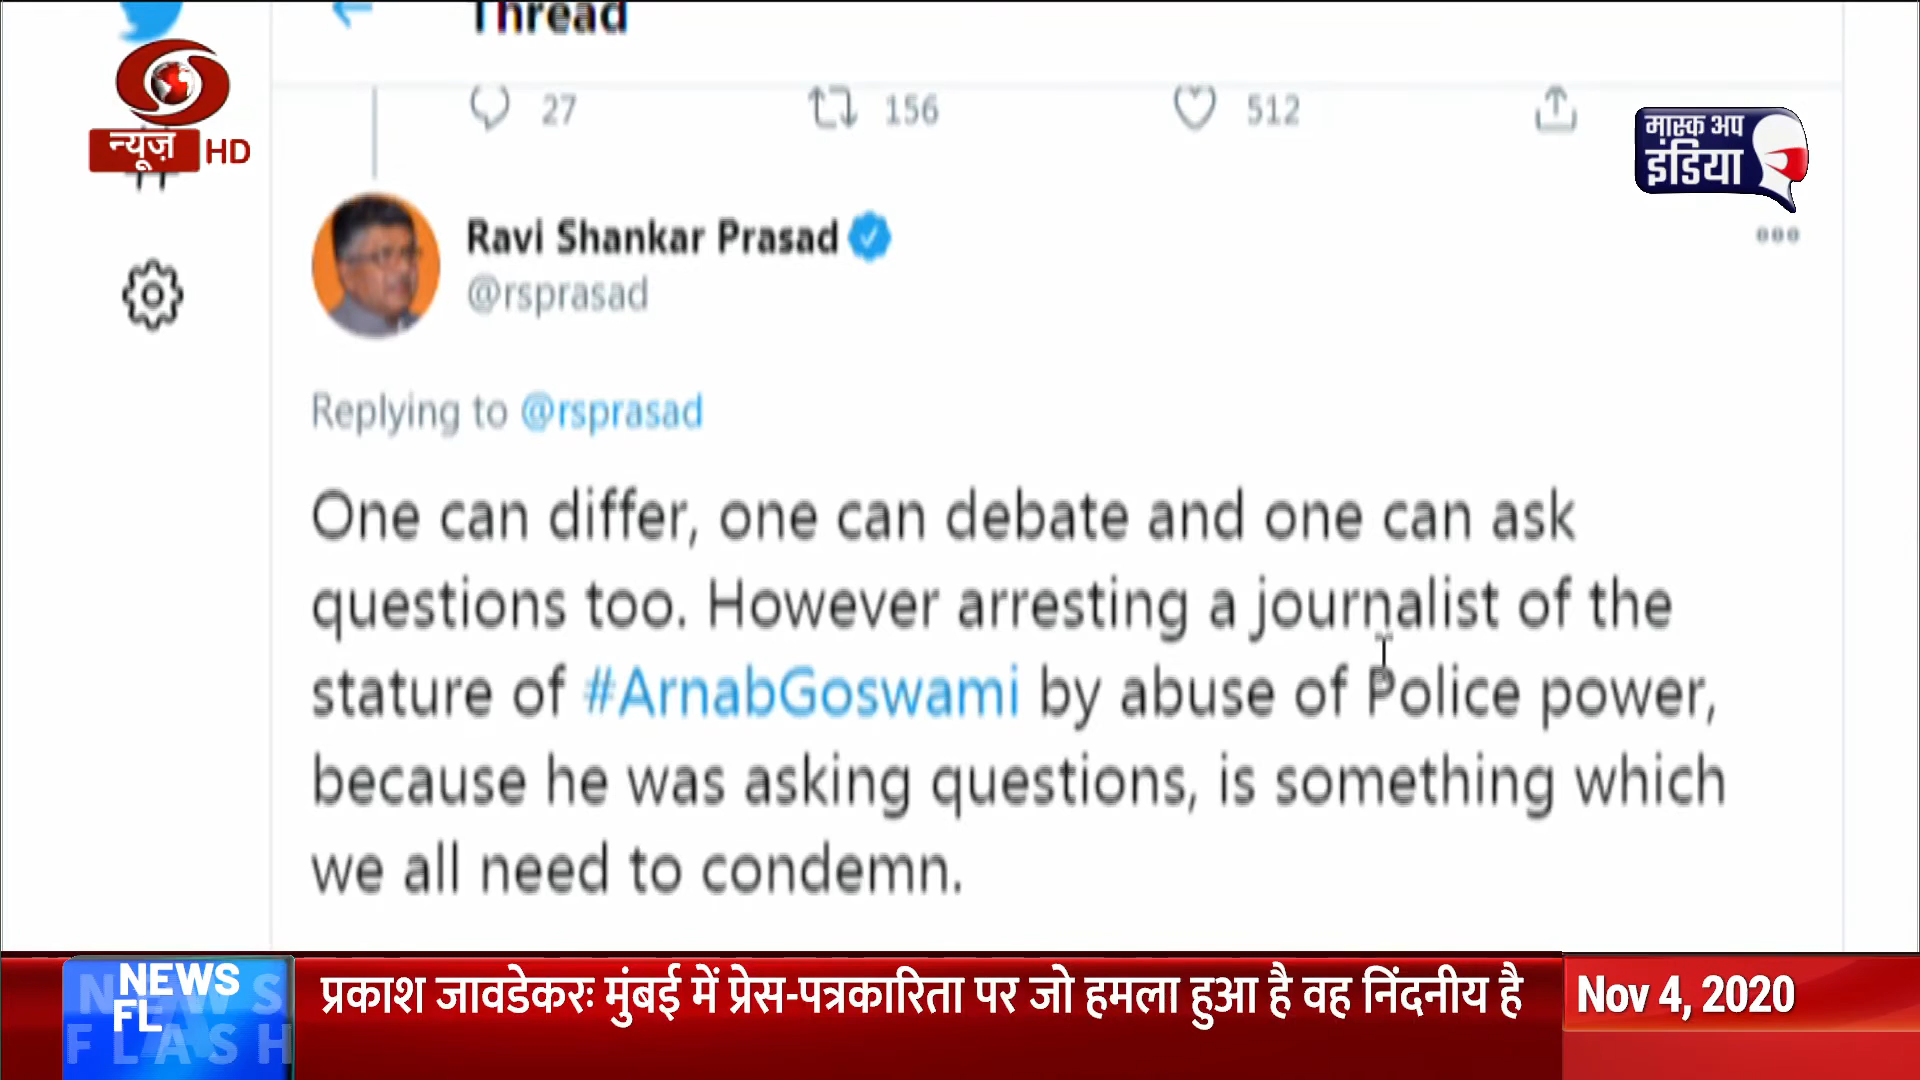 Thread
27 156 512
न्यूज़ HD
मास्क अप
इंडिया
Ravi Shankar Prasad
@rsprasad
Replying to @rsprasad
One can differ, one can debate and one can ask
questions too. However arresting a journalist of the
stature of #ArnabGoswami by abuse of Police power,
because he was asking questions, is something which
we all need to condemn.
NEWS
FL
NEWS
FLASH
प्रकाश जावडेकरः मुंबई में प्रेस-पत्रकारिता पर जो हमला हुआ है वह निंदनीय है
Nov 4, 2020